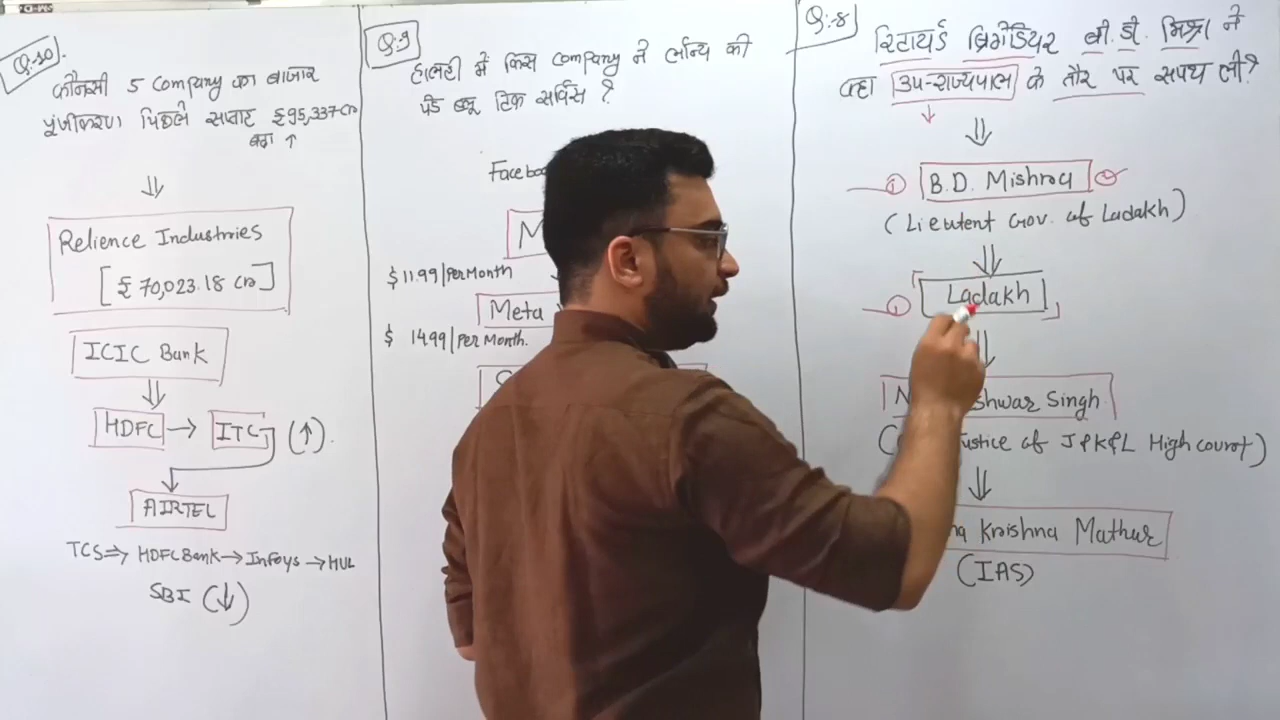 Q:-10.
कौनसी 5 Company का बाजार
पूंजीकरण पिछले सप्ताह ₹95,337 cr
बढ़ा ↑
⇓
Relience Industries
[₹ 70,023.18 Cr]
ICIC Bank
⇓
HDFC → ITC (↑).
AIRTEL
TCS ⇒ HDFC Bank → Infoys → HUL
SBI (↓)
Q:9
हालही में किस Company ने लॉन्च की
पेड ब्लू टिक सर्विस ?
$11.99/Per Month
Meta
$ 14.99/Per Month.
Q:-8
रिटायर्ड ब्रिगेडियर बी.डी. मिश्रा ने
कहा उप-राज्यपाल के तौर पर सपथ ली?
↓
⇓
① B.D. Mishra
(Lieutent Gov. of Ladakh)
⇓
① Ladakh
⇓
Singh
of J&K&L High court)
⇓
Krishna Mathur
(IAS)